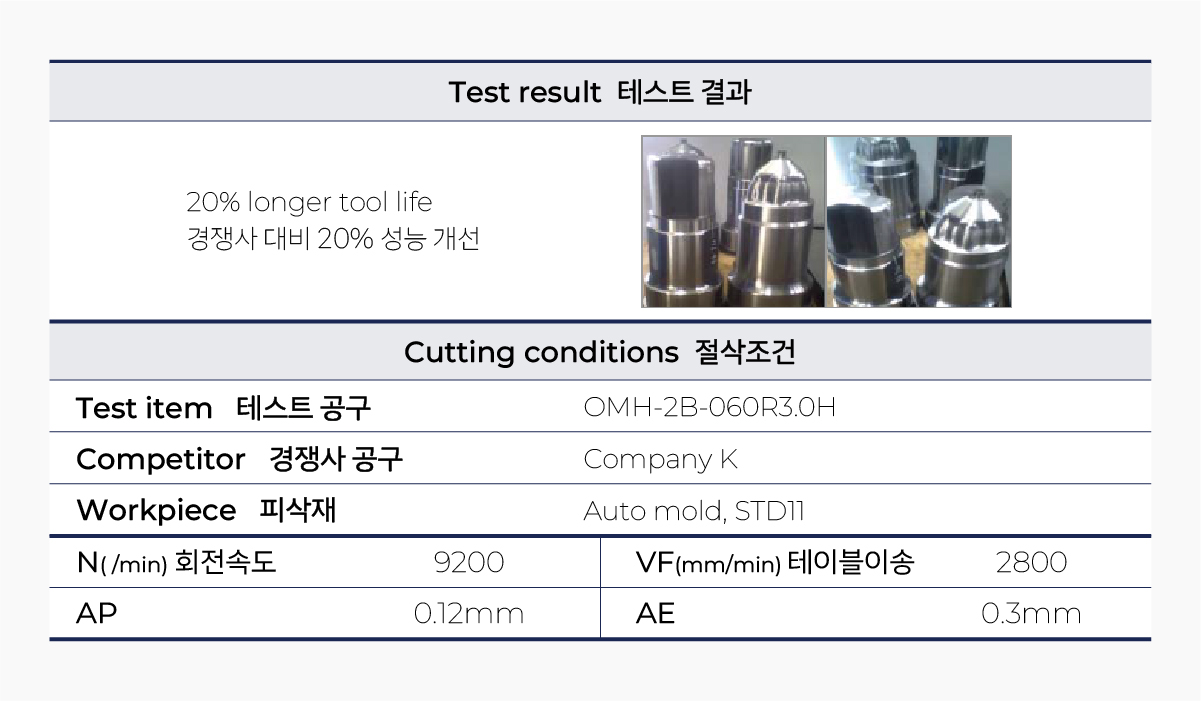 Test result 테스트 결과
20% longer tool life
경쟁사 대비 20% 성능 개선
Cutting conditions 절삭조건
Test item 테스트 공구 OMH-2B-060R3.0H
Competitor 경쟁사 공구 Company K
Workpiece 피삭재 Auto mold, STD11
N( /min) 회전속도 9200 VF(mm/min) 테이블이송 2800
AP 0.12mm AE 0.3mm